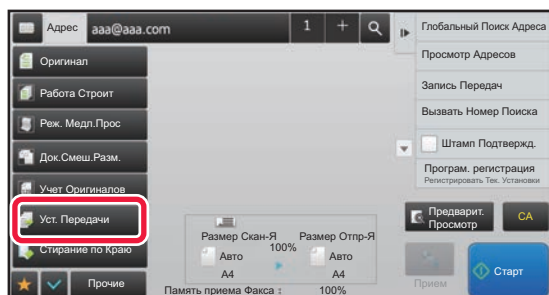 Адрес aaa@aaa.com 1 +
Глобальный Поиск Адреса
Оригинал
Просмотр Адресов
Работа Строит
Запись Передач
Реж. Медл.Прос
Вызвать Номер Поиска
Док.Смеш.Разм.
Штамп Подтвержд.
Учет Оригиналов
Програм. регистрация
Регистрировать Тек. Установки
Уст. Передачи
Предварит.
Просмотр
CA
Размер Скан-Я
Размер Отпр-Я
100%
Стирание по Краю
Авто
Авто
A4
A4
Прочие
Память приема Факса :
100%
Прием
Старт